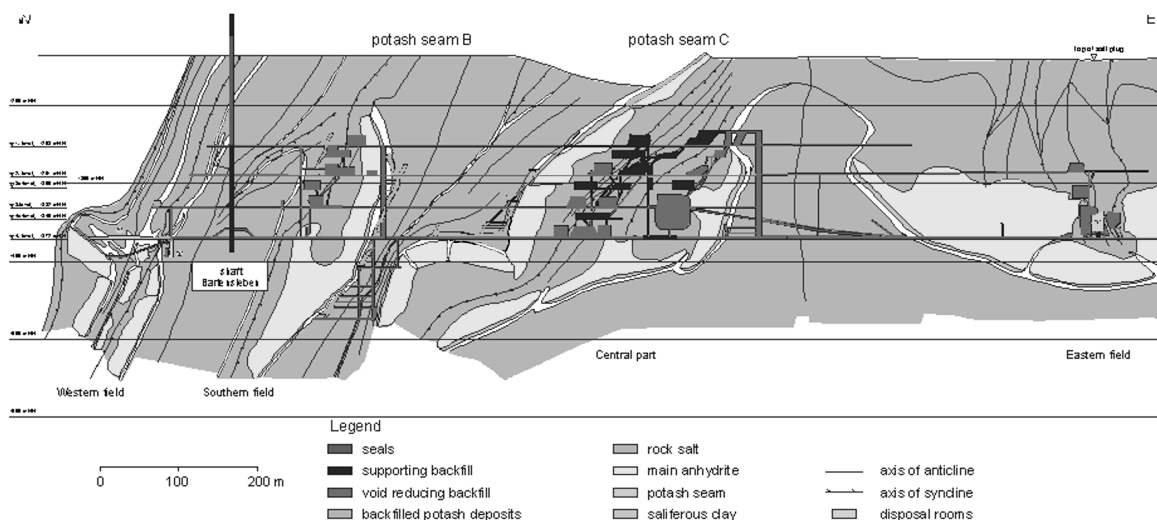 W
E
potash seam B
potash seam C
top of salt plug
shaft
Bartensleben
Central part
Eastern field
Western field
Southern field
Legend
seals
rock salt
supporting backfill
main anhydrite
axis of anticline
void reducing backfill
potash seam
axis of syncline
backfilled potash deposits
saliferous clay
disposal rooms
0
100
200 m